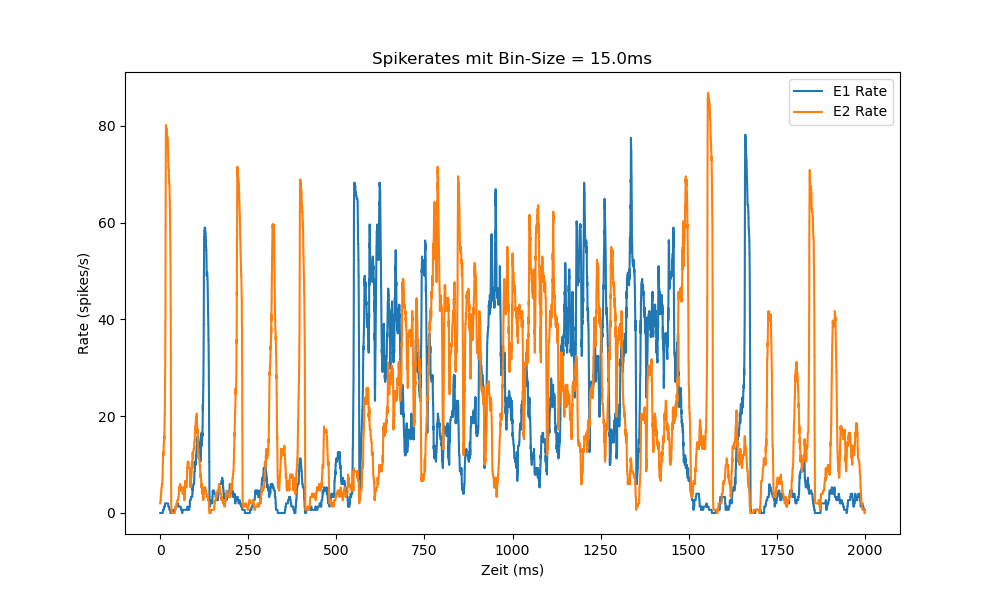 Spikerates mit Bin-Size = 15.0ms
E1 Rate
E2 Rate
Rate (spikes/s)
80
60
40
20
0
0 250 500 750 1000 1250 1500 1750 2000
Zeit (ms)